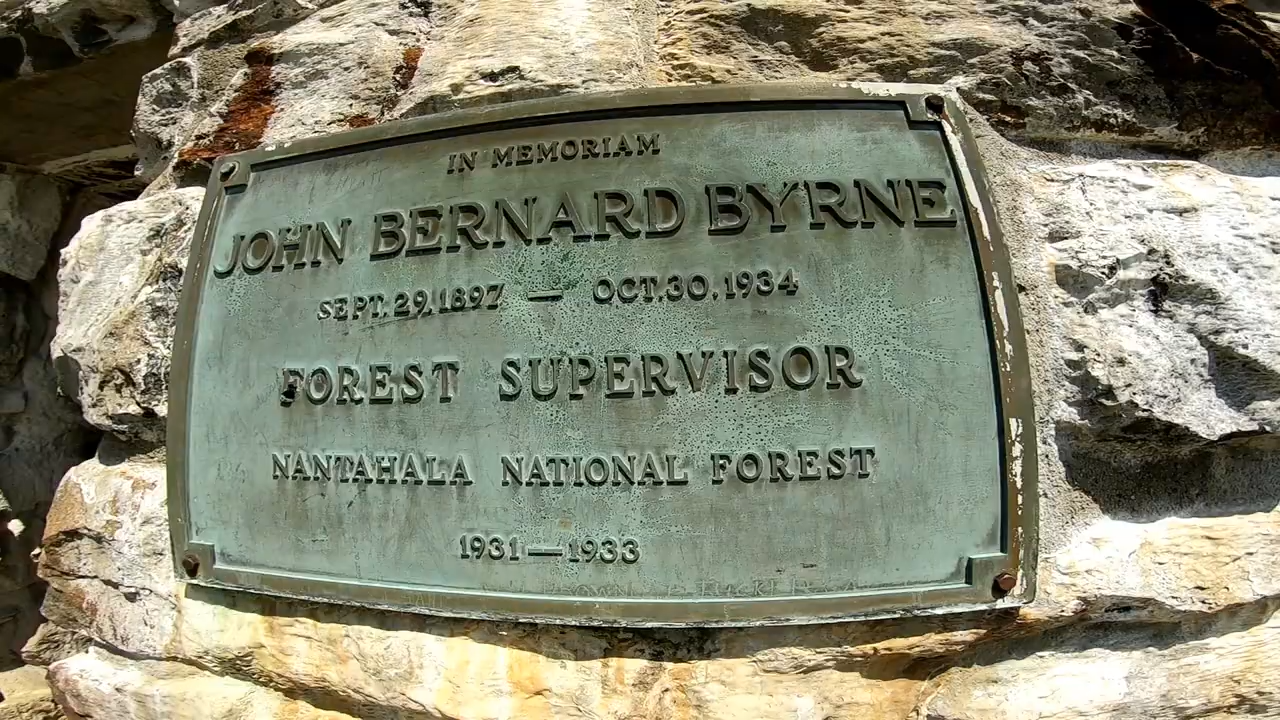 IN MEMORIAM
JOHN BERNARD BYRNE
SEPT. 29, 1897 — OCT. 30, 1934
FOREST SUPERVISOR
NANTAHALA NATIONAL FOREST
1931—1933